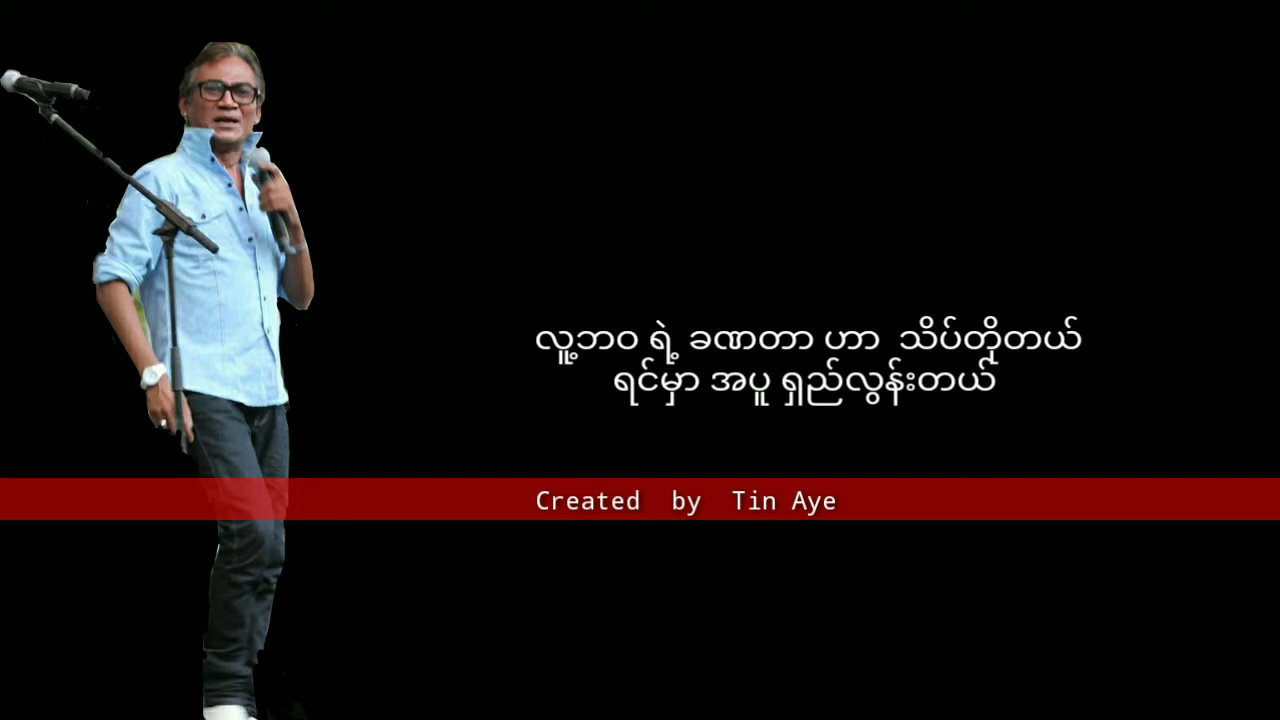 လူ့ဘဝ ရဲ့ ခဏတာ ဟာ သိပ်တိုတယ်
ရင်မှာ အပူ ရှည်လွန်းတယ်
Created by Tin Aye